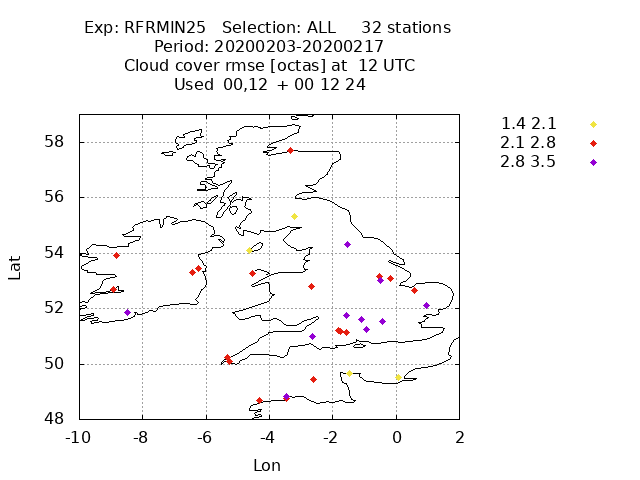 Exp: RFRMIN25 Selection: ALL 32 stations
Period: 20200203-20200217
Cloud cover rmse [octas] at 12 UTC
Used 00,12 + 00 12 24
1.4 2.1
2.1 2.8
2.8 3.5
58
56
54
52
50
48
Lat
-10 -8 -6 -4 -2 0 2
Lon